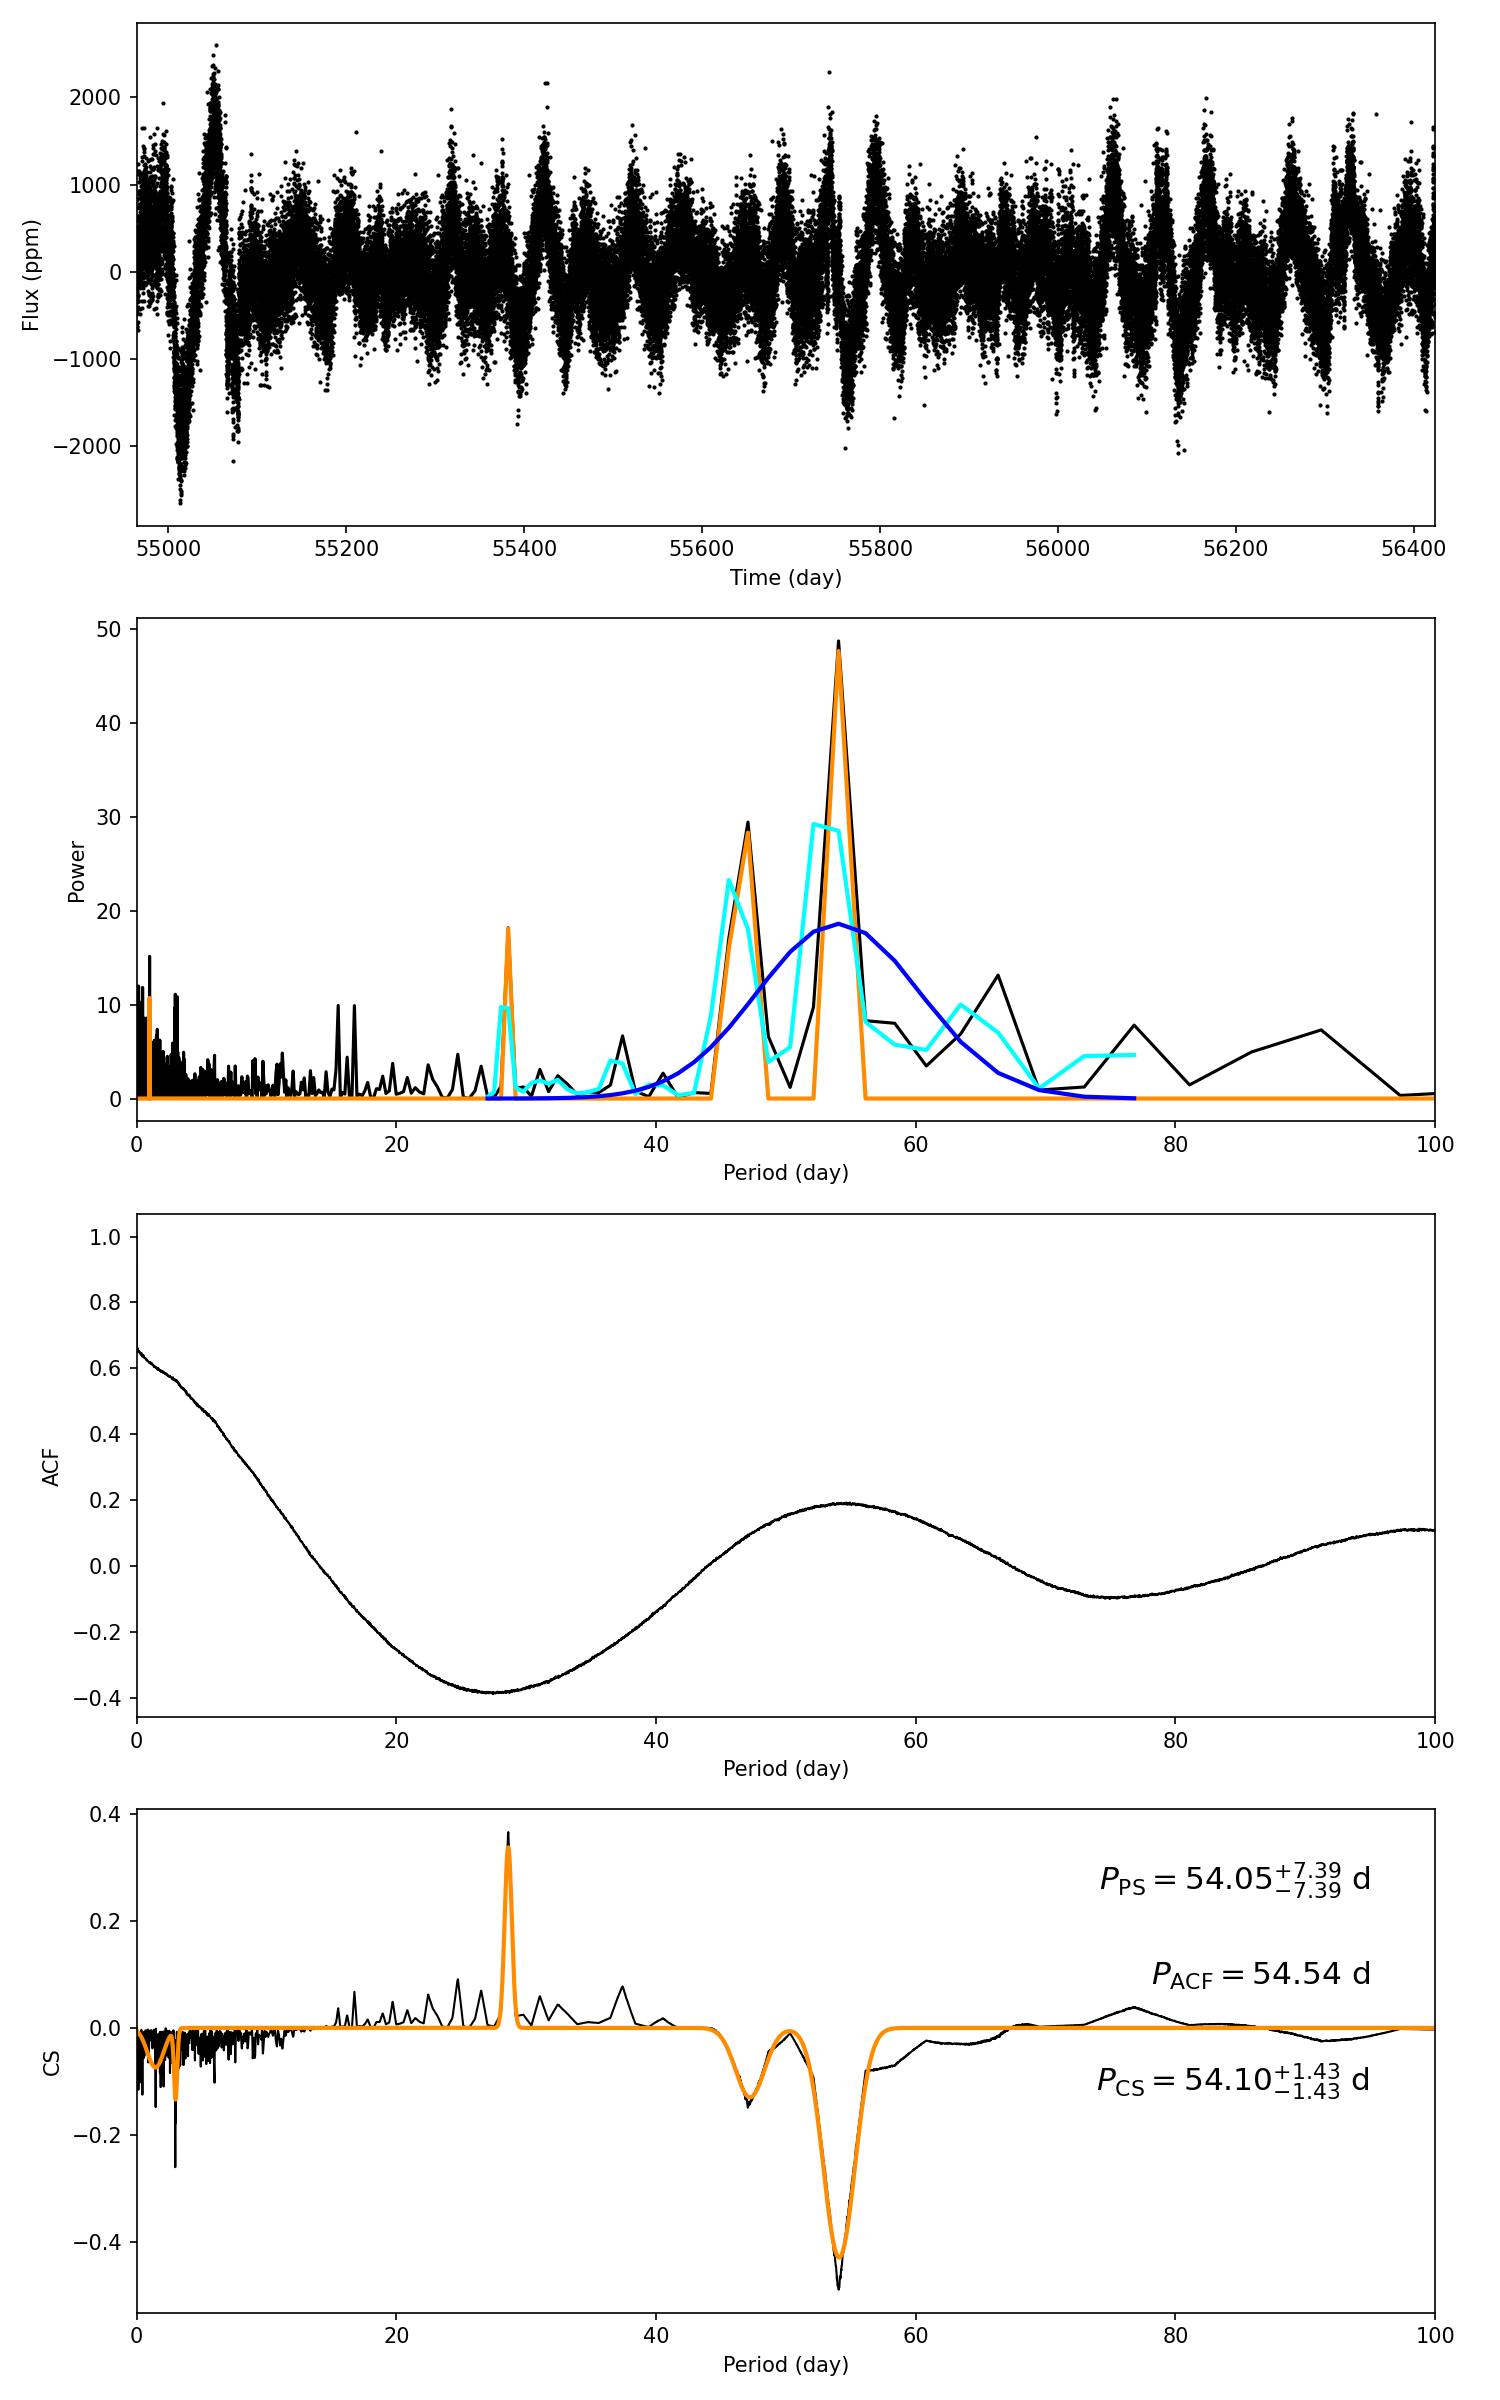 2000
1000
0
−1000
−2000
Flux (ppm)
55000 55200 55400 55600 55800 56000 56200 56400
Time (day)
50
40
30
20
10
0
Power
0 20 40 60 80 100
Period (day)
1.0
0.8
0.6
0.4
0.2
0.0
−0.2
−0.4
ACF
0 20 40 60 80 100
Period (day)
0.4
0.2
0.0
−0.2
−0.4
CS
P_PS = 54.05^{+7.39}_{−7.39} d
P_ACF = 54.54 d
P_CS = 54.10^{+1.43}_{−1.43} d
0 20 40 60 80 100
Period (day)